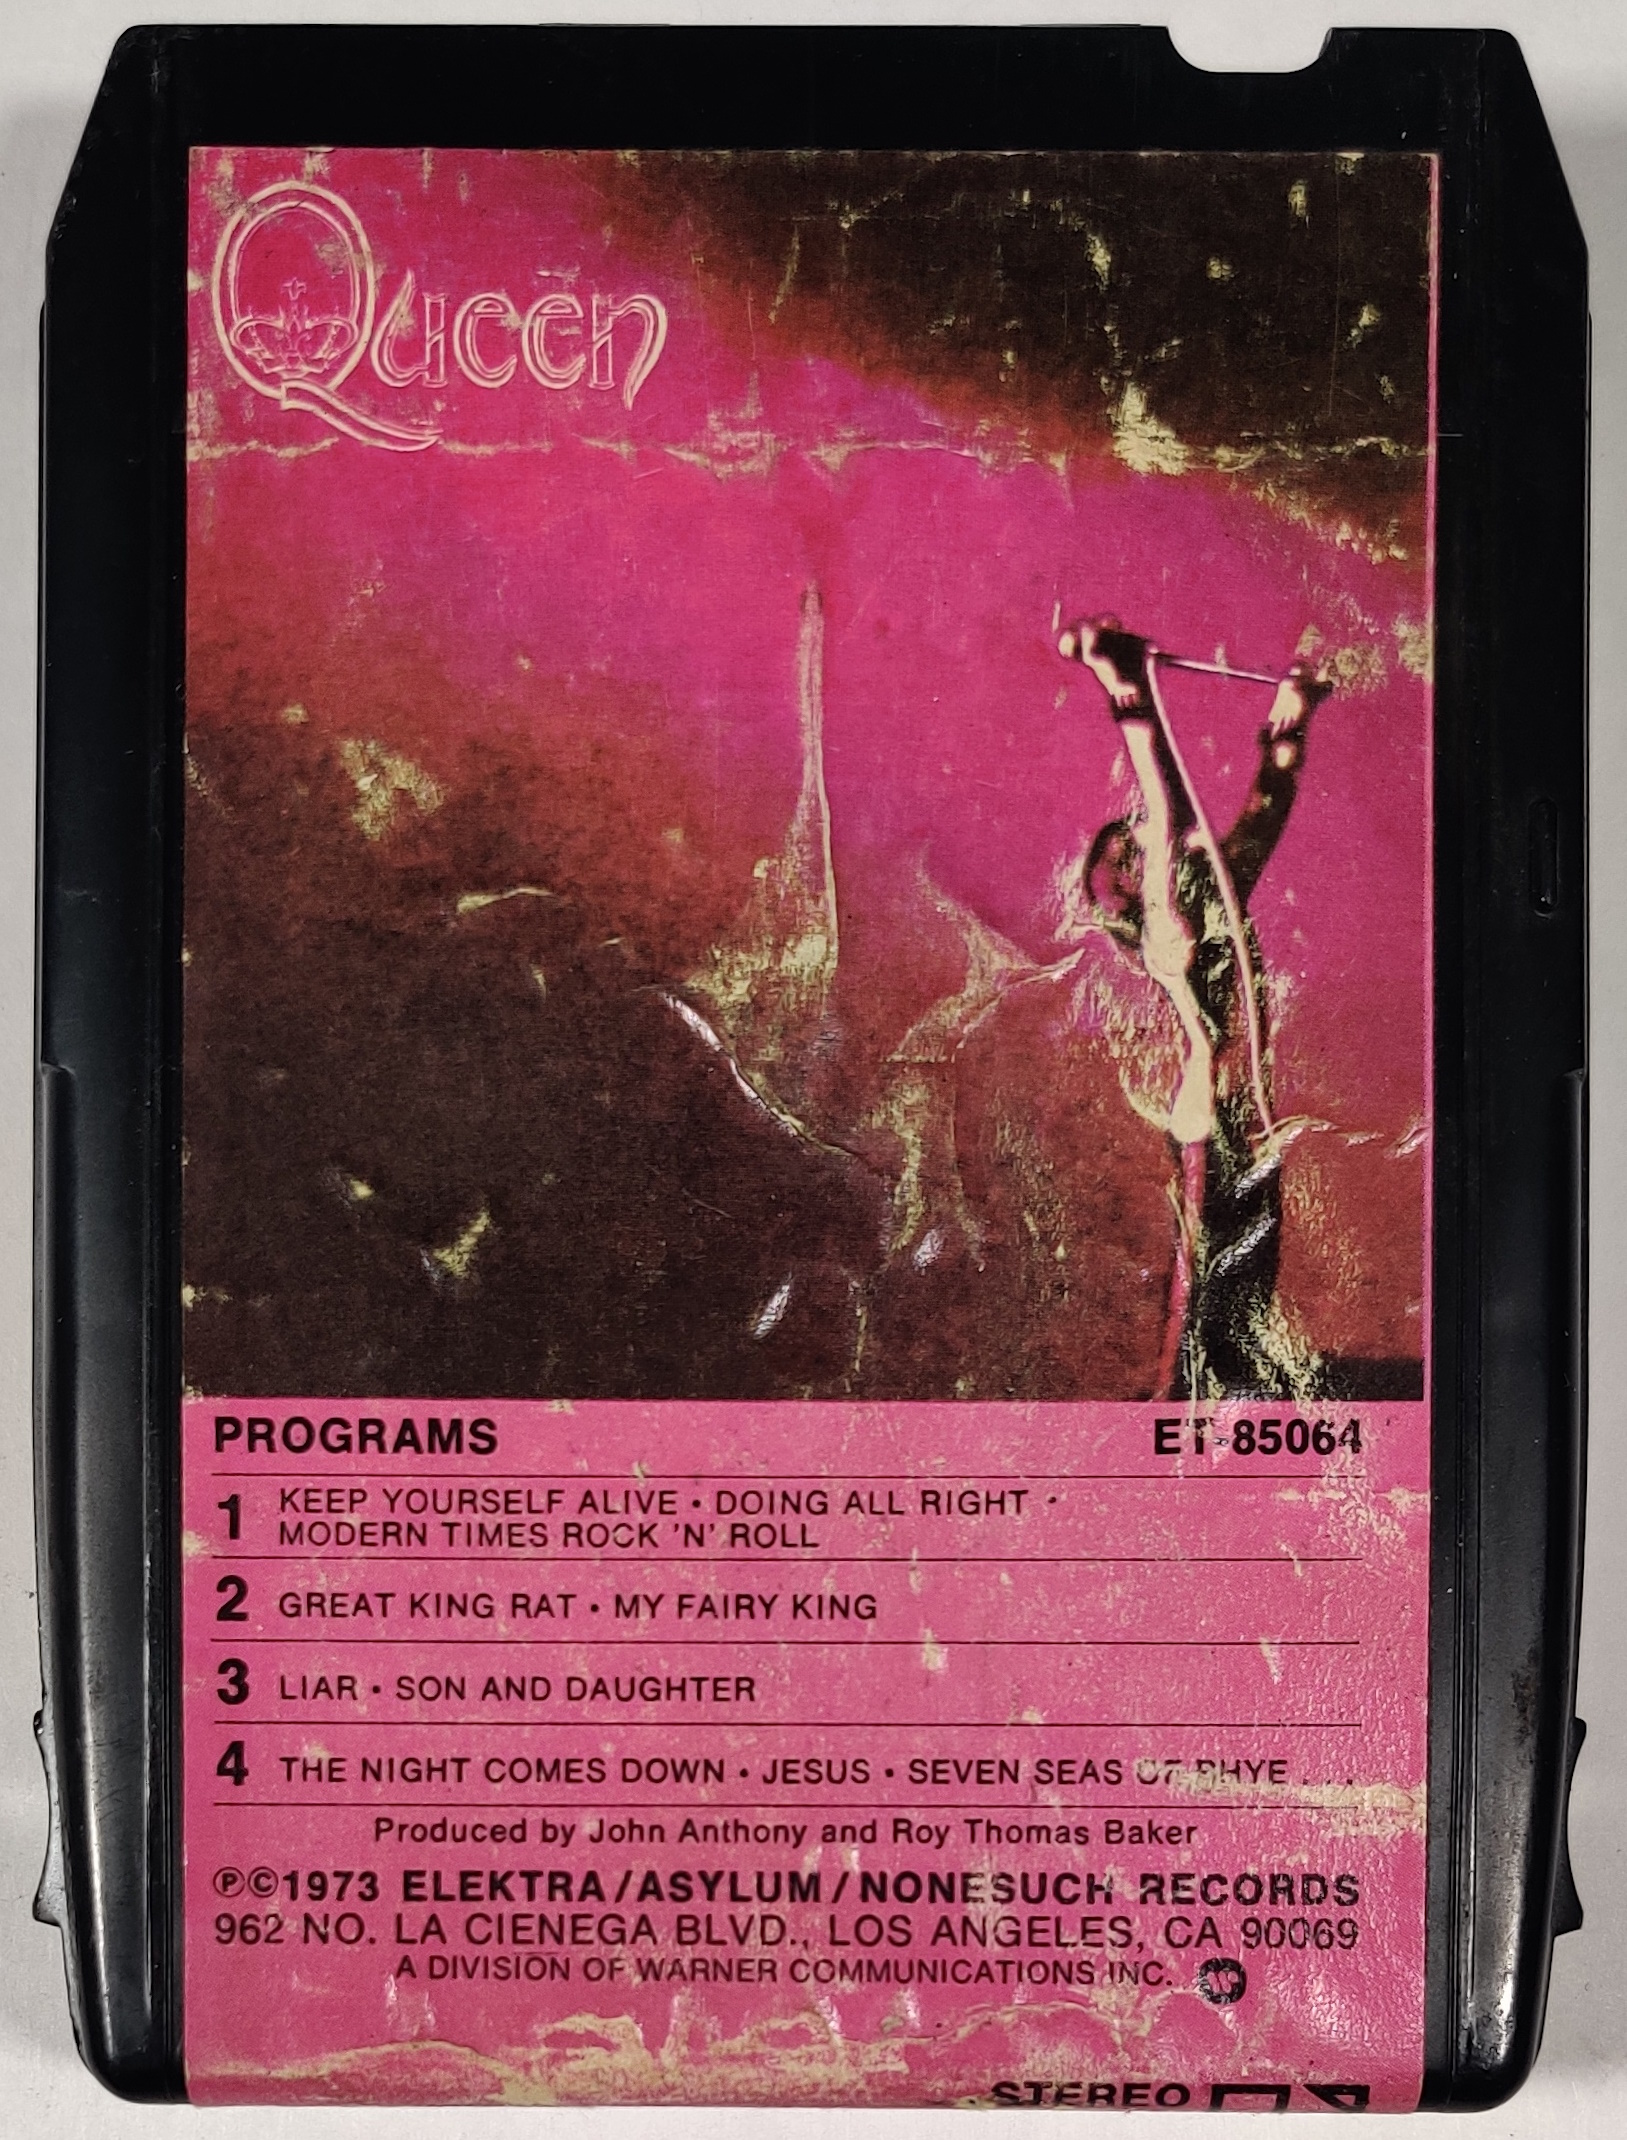 Queen
PROGRAMS ET-85064
1 KEEP YOURSELF ALIVE • DOING ALL RIGHT •
MODERN TIMES ROCK 'N' ROLL
2 GREAT KING RAT • MY FAIRY KING
3 LIAR • SON AND DAUGHTER
4 THE NIGHT COMES DOWN • JESUS • SEVEN SEAS OF RHYE . . .
Produced by John Anthony and Roy Thomas Baker
℗©1973 ELEKTRA/ASYLUM/NONESUCH RECORDS
962 NO. LA CIENEGA BLVD., LOS ANGELES, CA 90069
A DIVISION OF WARNER COMMUNICATIONS INC.
STEREO